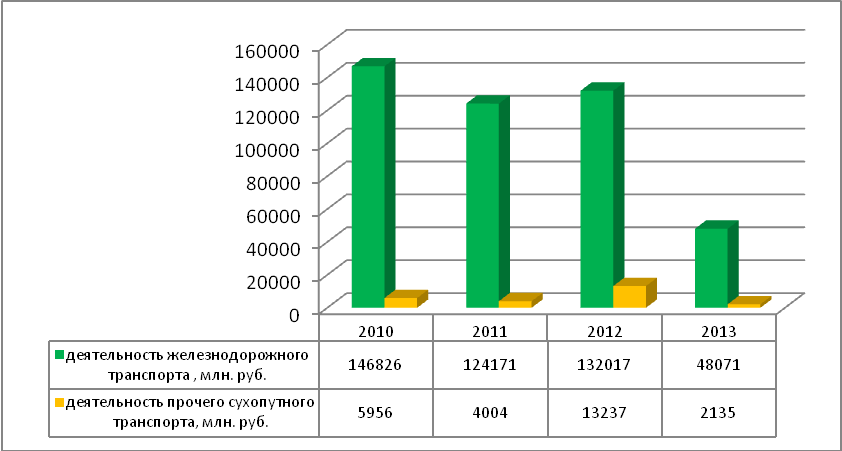 160000
140000
120000
100000
80000
60000
40000
20000
0
2010 2011 2012 2013
деятельность железнодорожного
транспорта , млн. руб.
146826 124171 132017 48071
деятельность прочего сухопутного
транспорта, млн. руб.
5956 4004 13237 2135